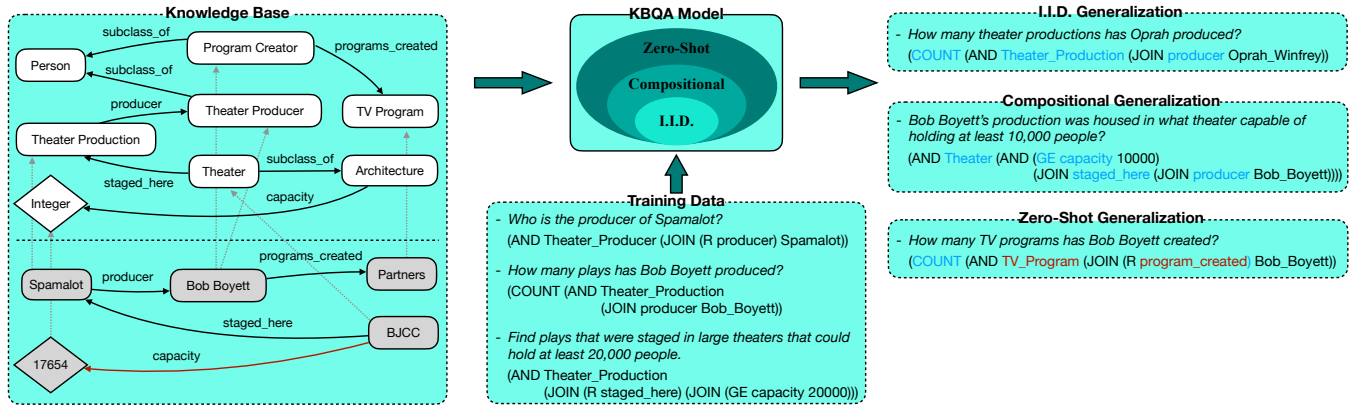 Knowledge Base
Program Creator
subclass_of
programs_created
Person
subclass_of
Theater Producer
TV Program
producer
Theater Production
subclass_of
Theater
Architecture
staged_here
capacity
Integer
programs_created
Partners
producer
Spamalot
Bob Boyett
staged_here
BJCC
capacity
17654
KBQA Model
Zero-Shot
Compositional
I.I.D.
Training Data
- Who is the producer of Spamalot?
(AND Theater_Producer (JOIN (R producer) Spamalot))
- How many plays has Bob Boyett produced?
(COUNT (AND Theater_Production
(JOIN producer Bob_Boyett))
- Find plays that were staged in large theaters that could
hold at least 20,000 people.
(AND Theater_Production
(JOIN (R staged_here) (JOIN (GE capacity 20000)))
I.I.D. Generalization
- How many theater productions has Oprah produced?
(COUNT (AND Theater_Production (JOIN producer Oprah_Winfrey))
Compositional Generalization
- Bob Boyett's production was housed in what theater capable of
holding at least 10,000 people?
(AND Theater (AND (GE capacity 10000)
(JOIN staged_here (JOIN producer Bob_Boyett))))
Zero-Shot Generalization
- How many TV programs has Bob Boyett created?
(COUNT (AND TV_Program (JOIN (R program_created) Bob_Boyett))